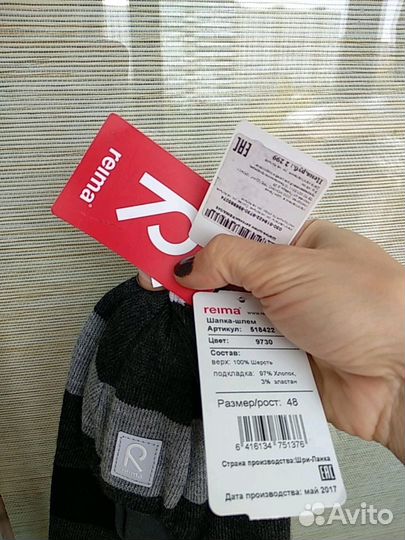 reima
R
EAC
Цена,руб.: 2 299
reima
Шапка-шлем
Артикул: 518422
Цвет: 9730
Состав:
верх: 100% Шерсть
подкладка: 97% Хлопок,
3% эластан
Размер/рост: 48
6 416134 751376
Страна производства:Шри-Ланка
EAC
Дата производства: май 2017
R
Avito